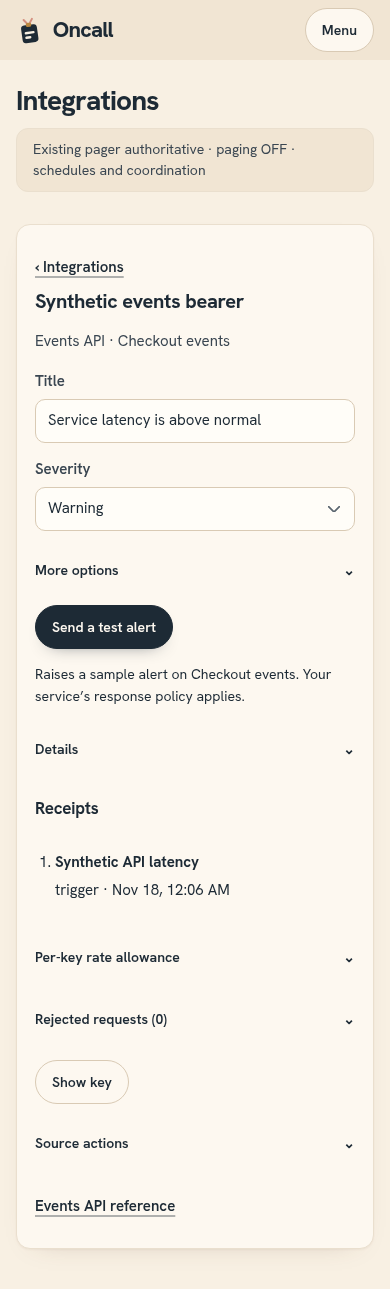 Oncall
Menu
Integrations
Existing pager authoritative · paging OFF ·
schedules and coordination
‹ Integrations
Synthetic events bearer
Events API · Checkout events
Title
Service latency is above normal
Severity
Warning
More options
Send a test alert
Raises a sample alert on Checkout events. Your
service’s response policy applies.
Details
Receipts
1. Synthetic API latency
trigger · Nov 18, 12:06 AM
Per-key rate allowance
Rejected requests (0)
Show key
Source actions
Events API reference